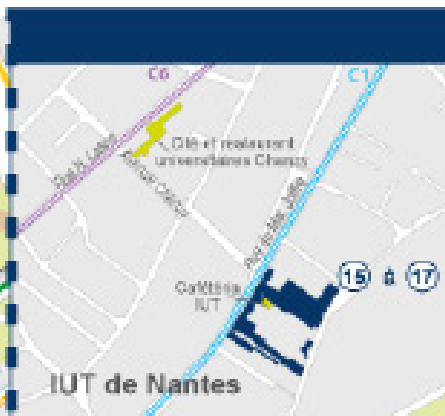 C6
C1
Cité et restaurant
universitaires Chanzy
Cafétéria
IUT
15 à 17
IUT de Nantes